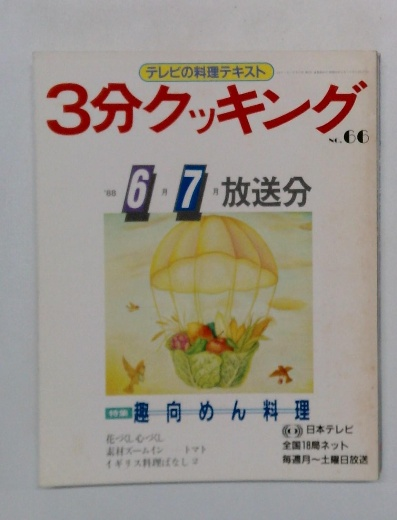 テレビの料理テキスト
3分クッキング
NO.66
'88 6月 7月 放送分
特集 趣向めん料理
花づくし心づくし
素材ズームイン トマト
イギリス料理ばなし
日本テレビ
全国18局ネット
毎週月〜土曜日放送